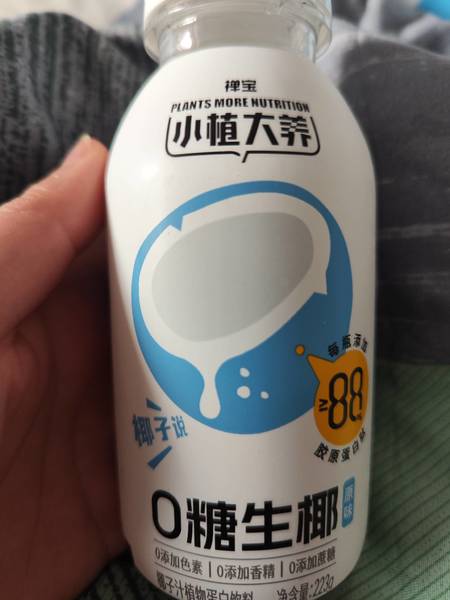 禅宝
PLANTS MORE NUTRITION
小植大养
每瓶添加
≥88
胶原蛋白肽
椰子说
0糖生椰
原味
0添加色素 | 0添加香精 | 0添加蔗糖
椰子汁植物蛋白饮料 净含量:223g